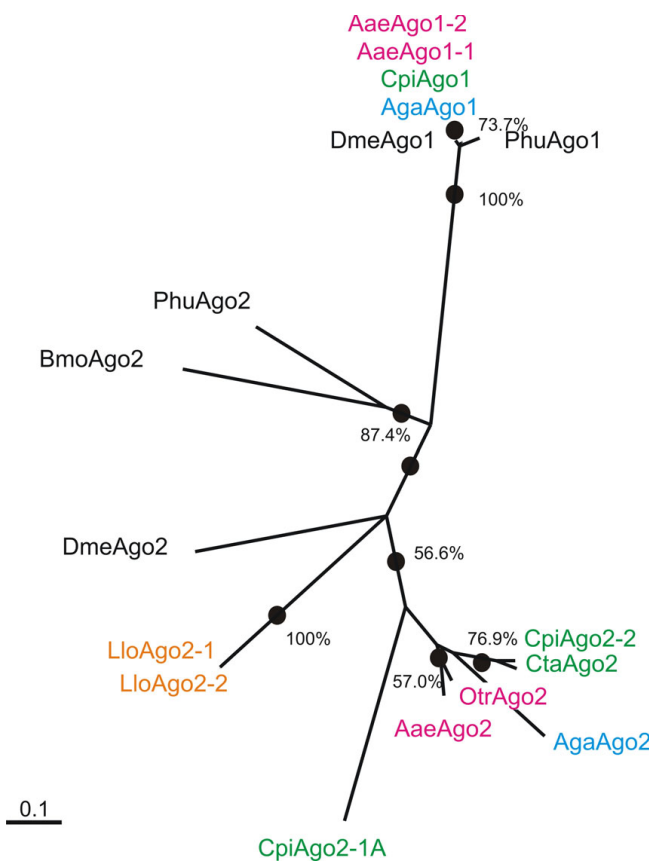 AaeAgo1-2
AaeAgo1-1
CpiAgo1
AgaAgo1
73.7%
DmeAgo1
PhuAgo1
100%
PhuAgo2
BmoAgo2
87.4%
DmeAgo2
56.6%
100%
76.9%
CpiAgo2-2
LloAgo2-1
CtaAgo2
LloAgo2-2
57.0%
OtrAgo2
AaeAgo2
AgaAgo2
0.1
CpiAgo2-1A